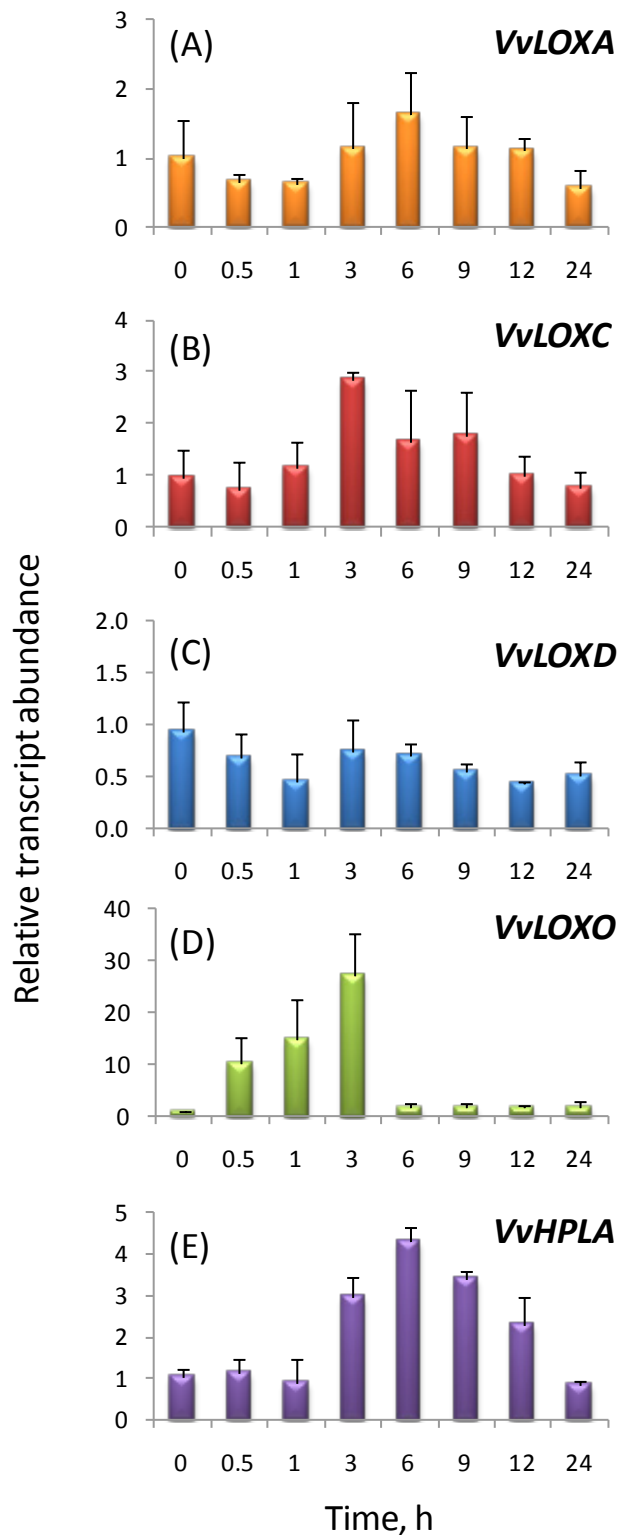 Relative transcript abundance
(A) VvLOXA
3
2
1
0
0 0.5 1 3 6 9 12 24
(B) VvLOXC
4
3
2
1
0
0 0.5 1 3 6 9 12 24
(C) VvLOXD
2.0
1.5
1.0
0.5
0.0
0 0.5 1 3 6 9 12 24
(D) VvLOXO
40
30
20
10
0
0 0.5 1 3 6 9 12 24
(E) VvHPLA
5
4
3
2
1
0
0 0.5 1 3 6 9 12 24
Time, h